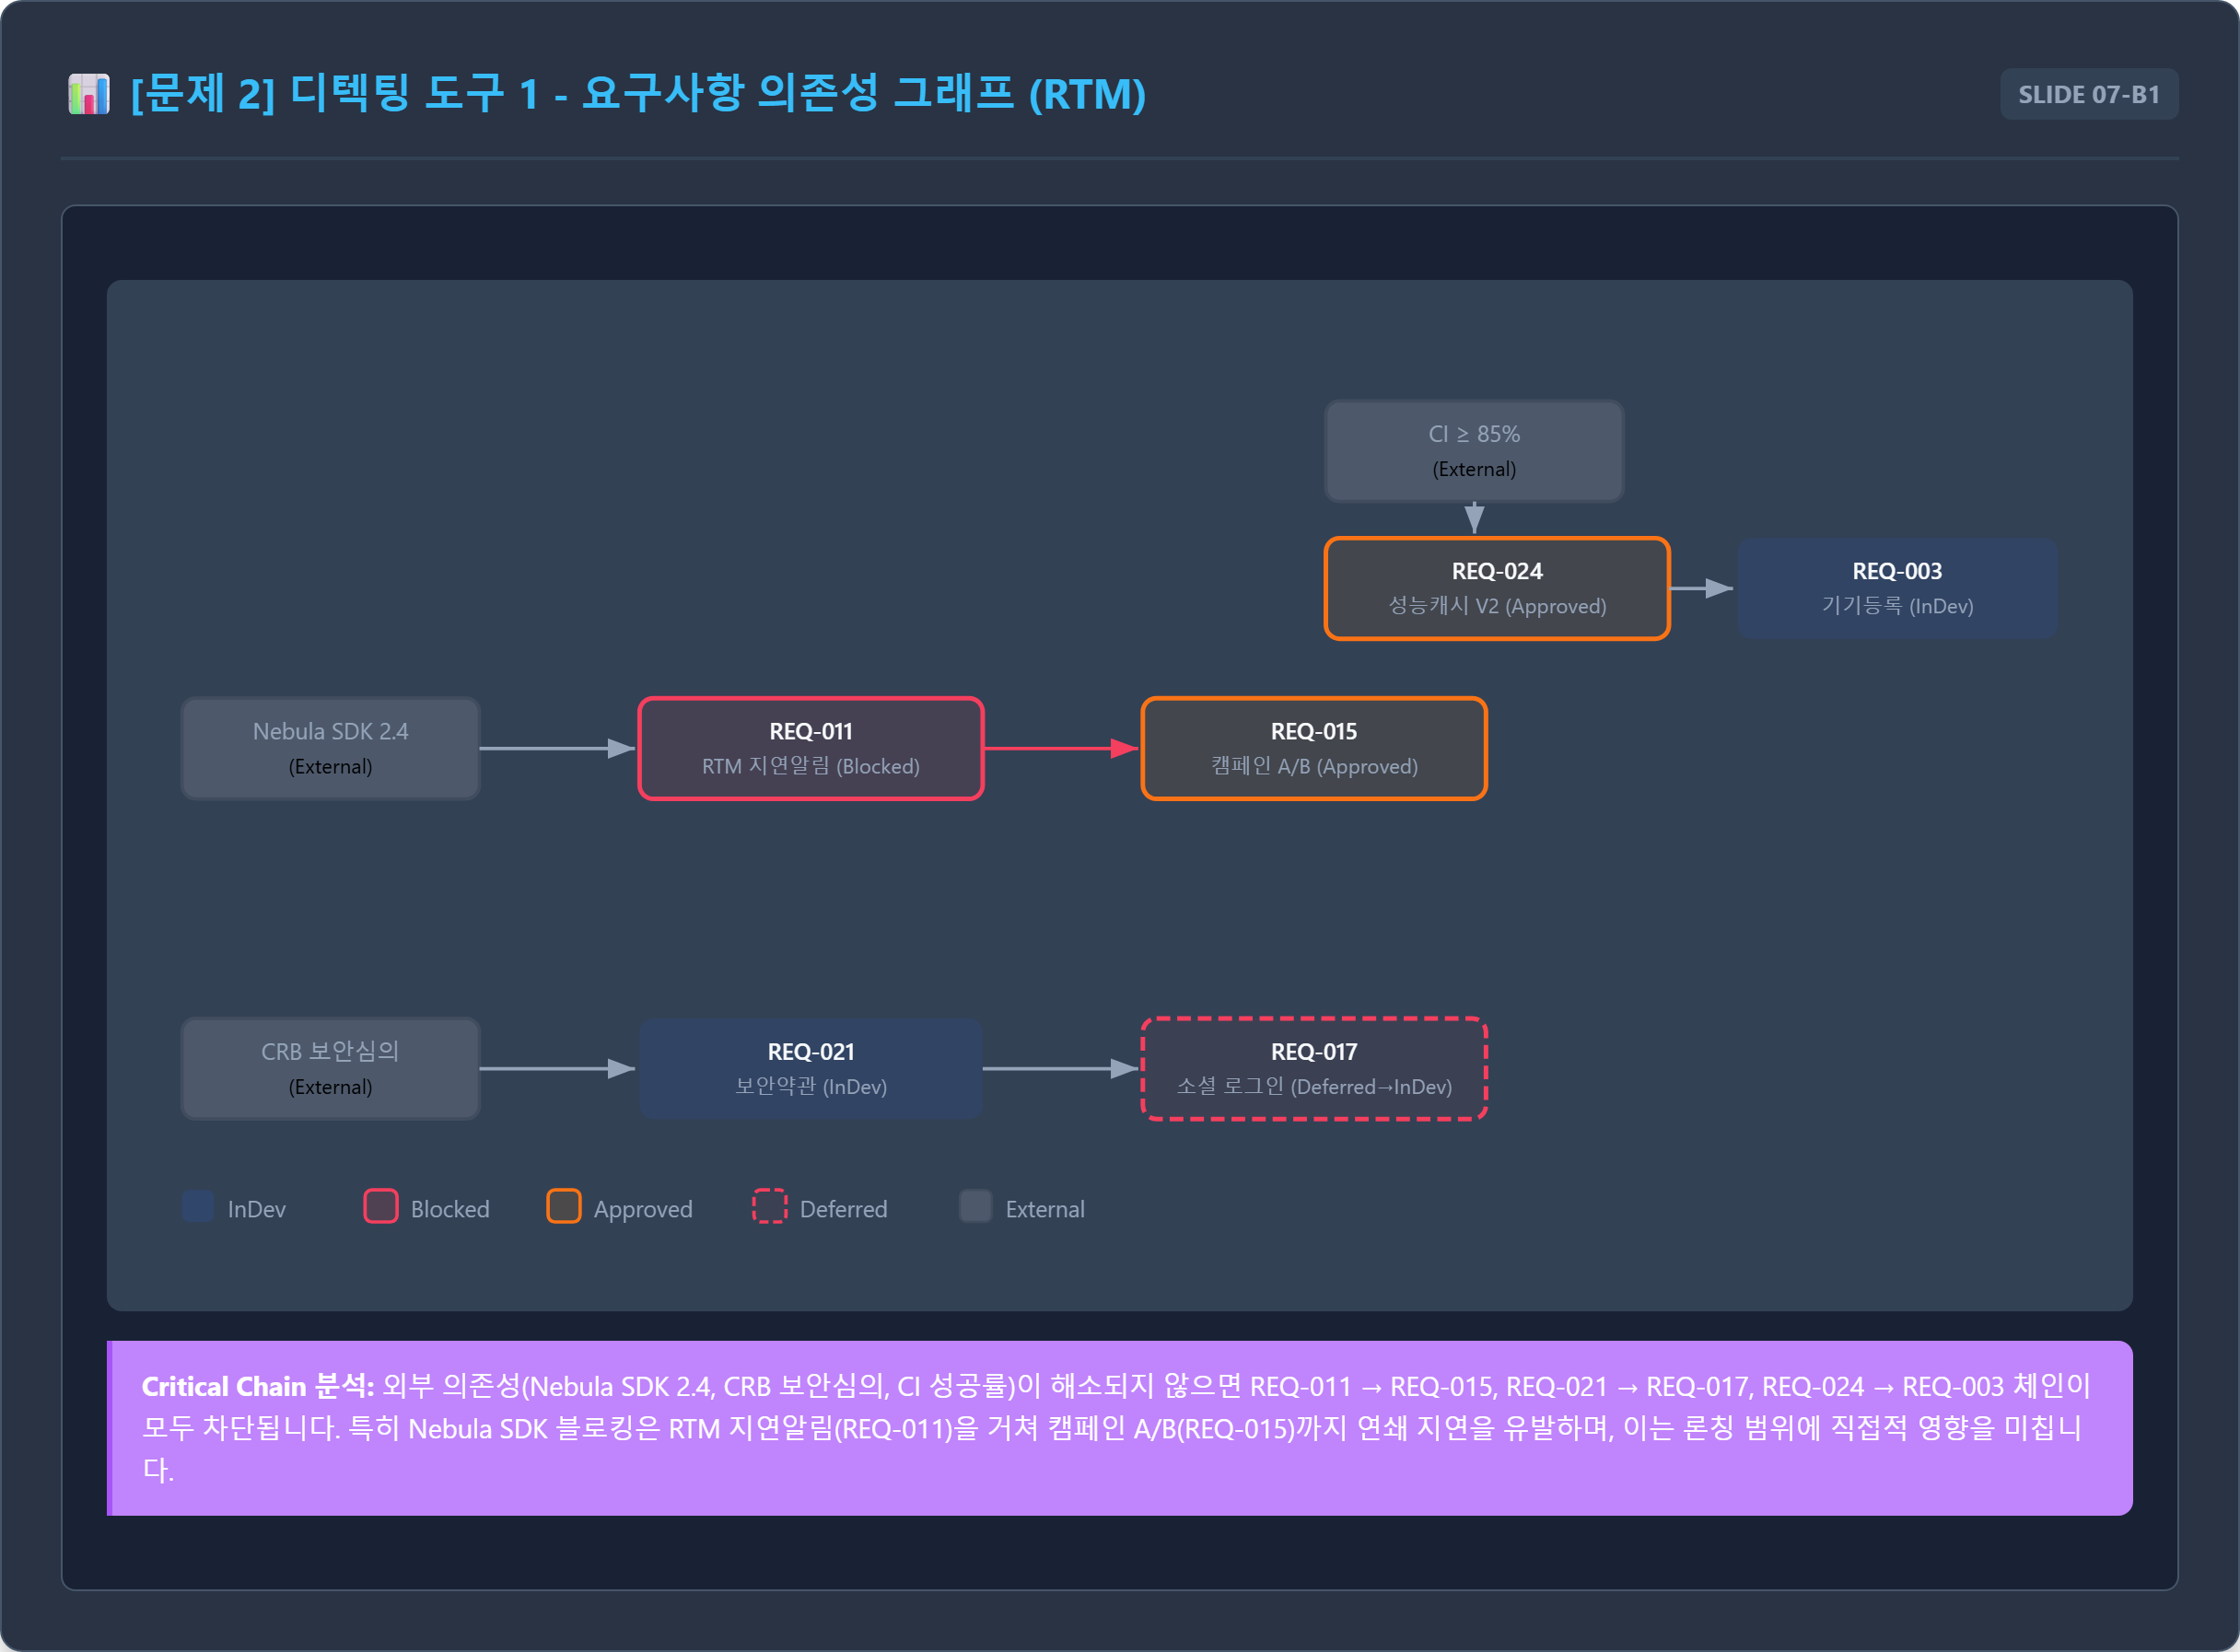 [문제 2] 디텍팅 도구 1 - 요구사항 의존성 그래프 (RTM)
SLIDE 07-B1
CI ≥ 85%
(External)
REQ-024
성능캐시 V2 (Approved)
REQ-003
기기등록 (InDev)
Nebula SDK 2.4
(External)
REQ-011
RTM 지연알림 (Blocked)
REQ-015
캠페인 A/B (Approved)
CRB 보안심의
(External)
REQ-021
보안약관 (InDev)
REQ-017
소셜 로그인 (Deferred→InDev)
InDev
Blocked
Approved
Deferred
External
Critical Chain 분석: 외부 의존성(Nebula SDK 2.4, CRB 보안심의, CI 성공률)이 해소되지 않으면 REQ-011 → REQ-015, REQ-021 → REQ-017, REQ-024 → REQ-003 체인이
모두 차단됩니다. 특히 Nebula SDK 블로킹은 RTM 지연알림(REQ-011)을 거쳐 캠페인 A/B(REQ-015)까지 연쇄 지연을 유발하며, 이는 론칭 범위에 직접적 영향을 미칩니
다.